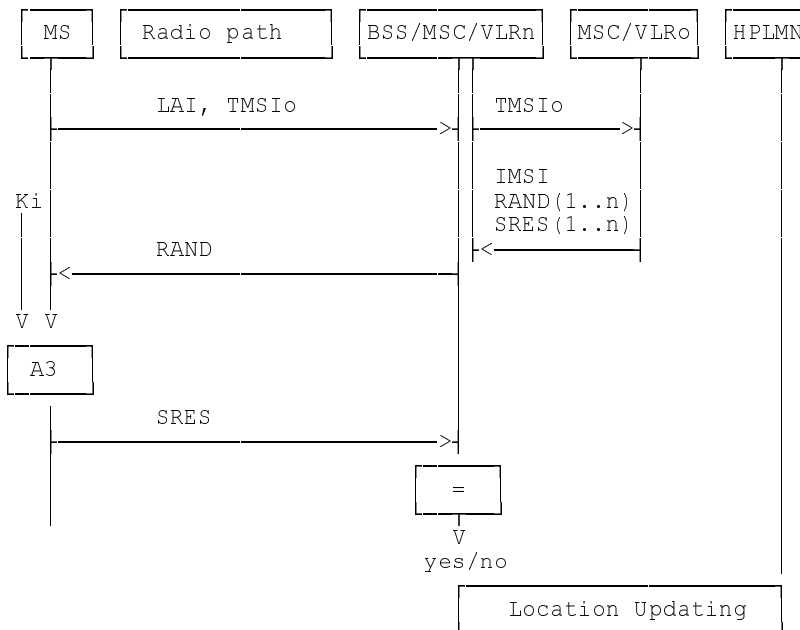 MS Radio path BSS/MSC/VLRn MSC/VLRo HPLMN
LAI, TMSIo TMSIo
IMSI
Ki RAND(1..n)
SRES(1..n)
RAND
V V
A3
SRES
=
V
yes/no
Location Updating